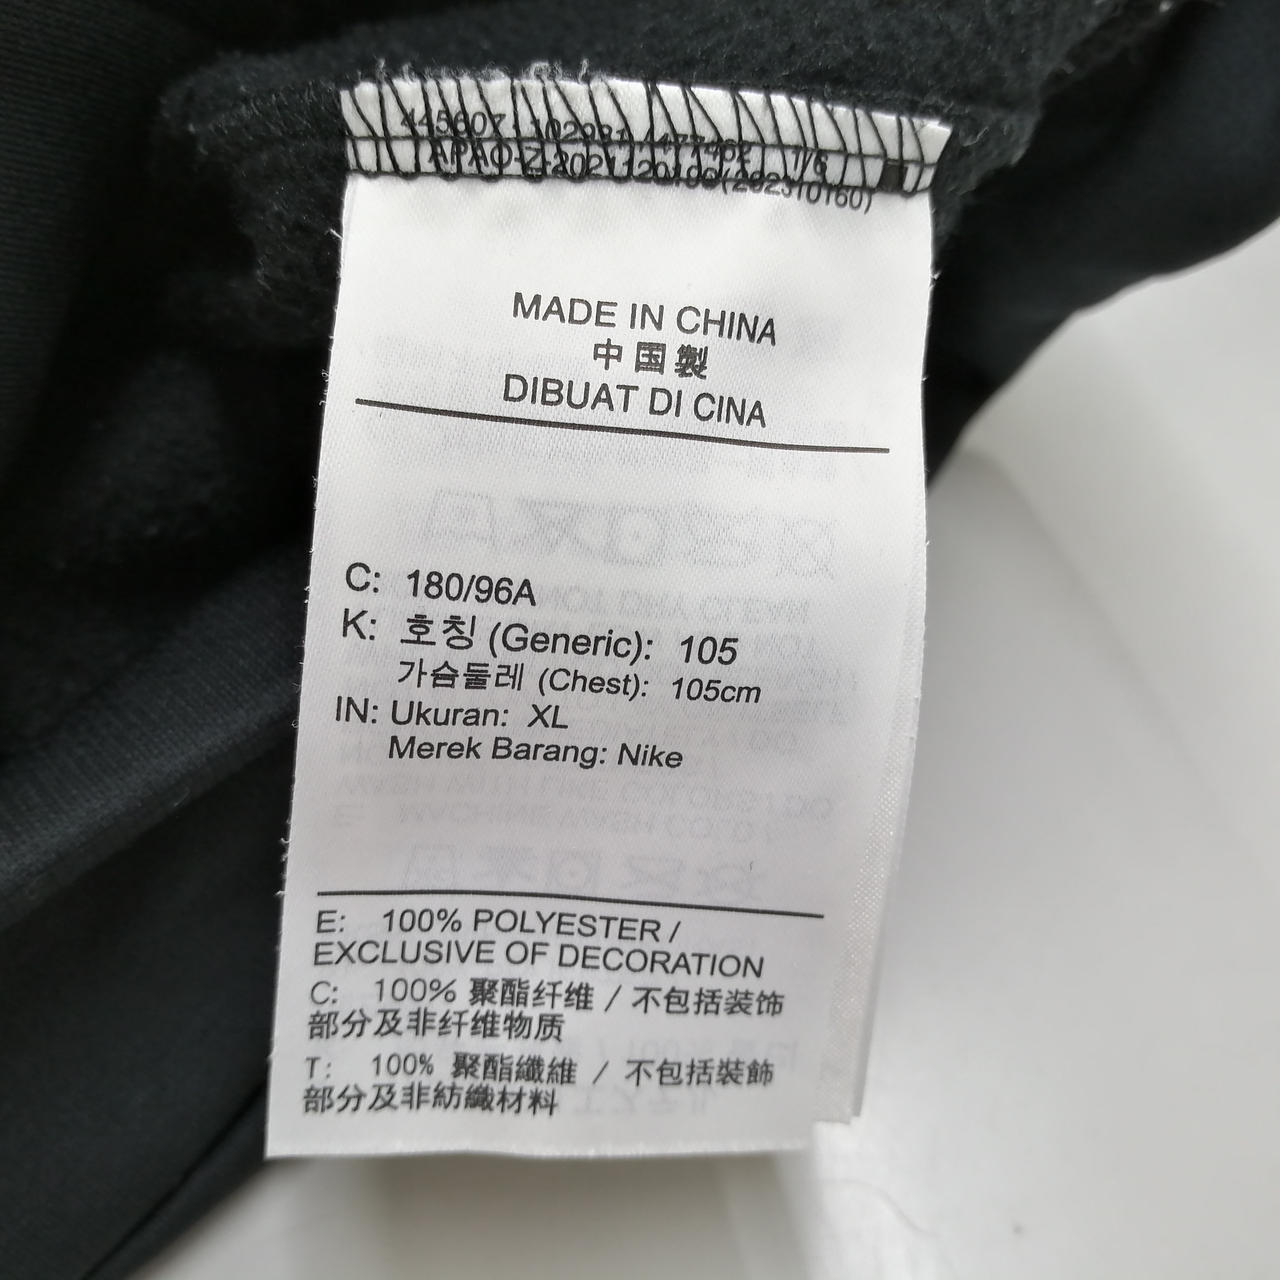 MADE IN CHINA
中国製
DIBUAT DI CINA
C: 180/96A
K: 호칭 (Generic): 105
가슴둘레 (Chest): 105cm
IN: Ukuran: XL
Merek Barang: Nike
E: 100% POLYESTER /
EXCLUSIVE OF DECORATION
C: 100% 聚酯纤维 / 不包括装饰
部分及非纤维物质
T: 100% 聚酯纖維 / 不包括裝飾
部分及非紡織材料